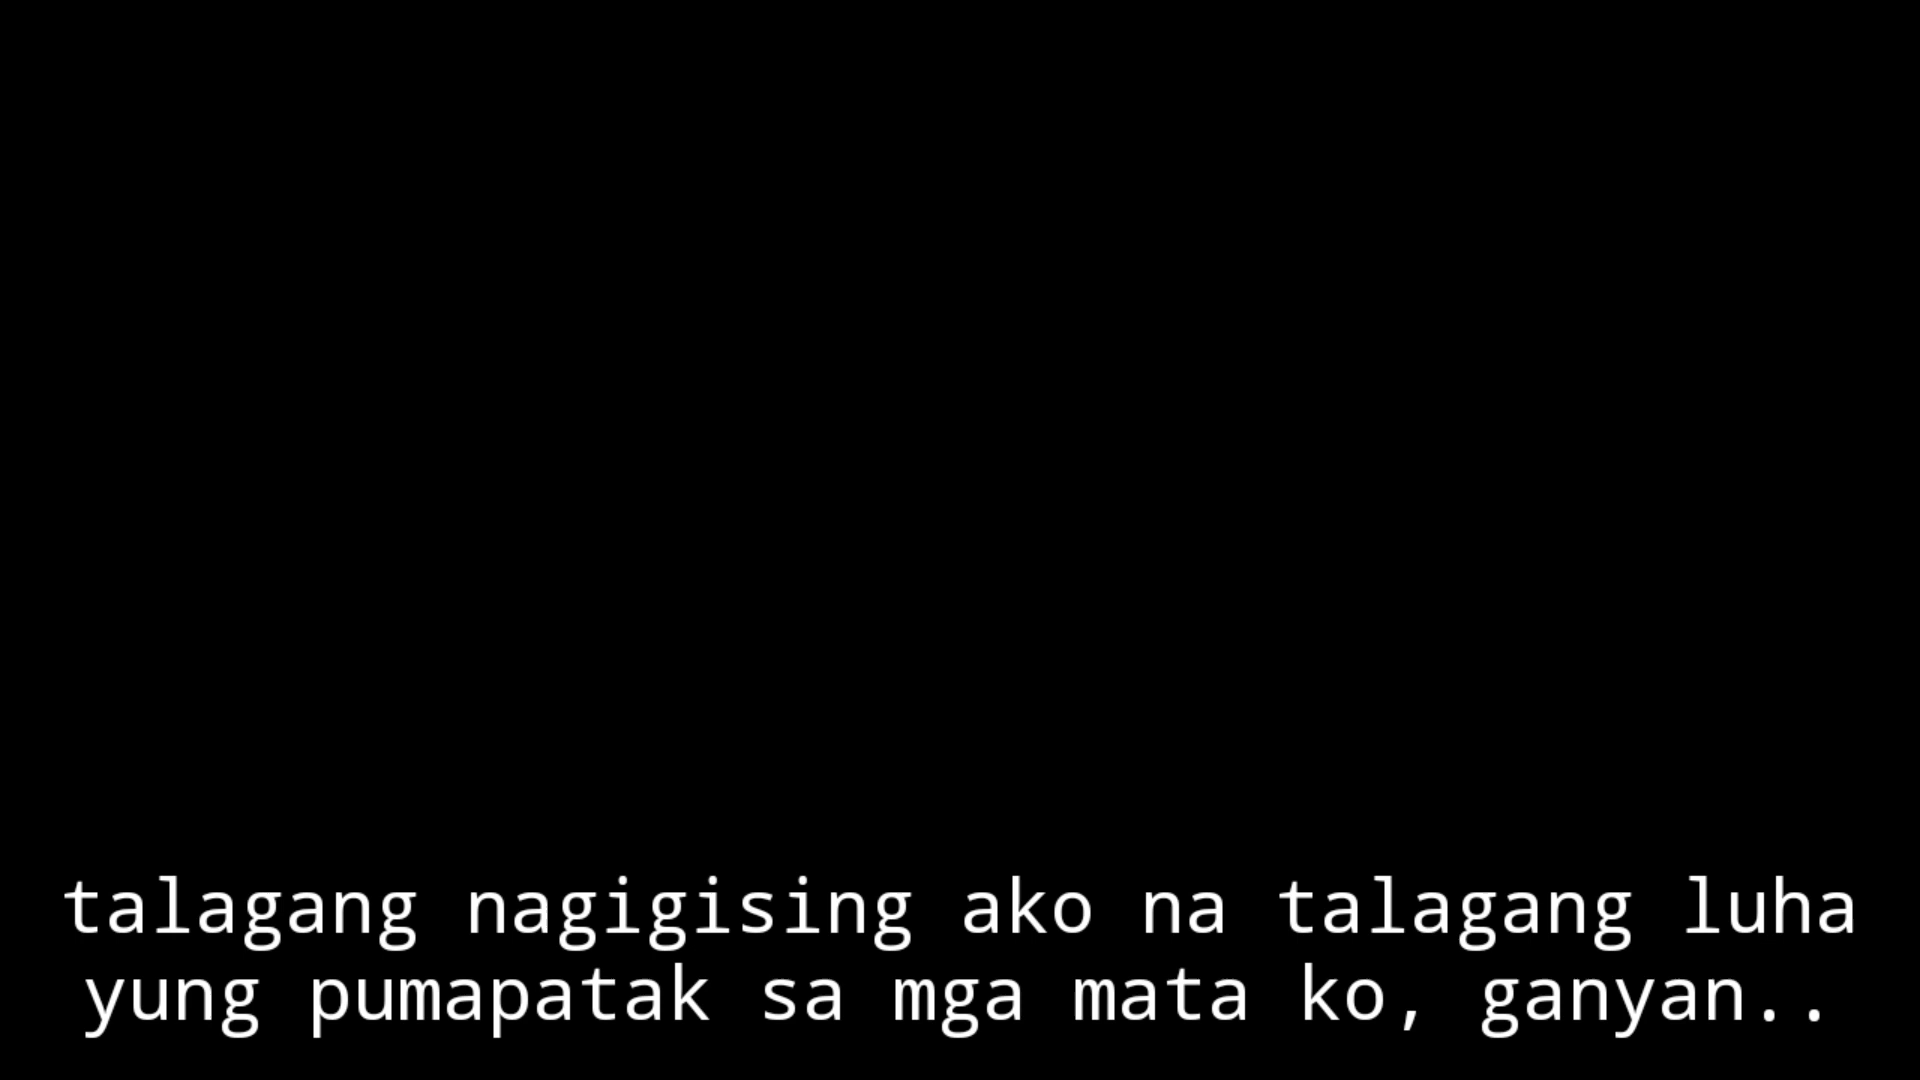 talagang nagigising ako na talagang luha
yung pumapatak sa mga mata ko, ganyan..